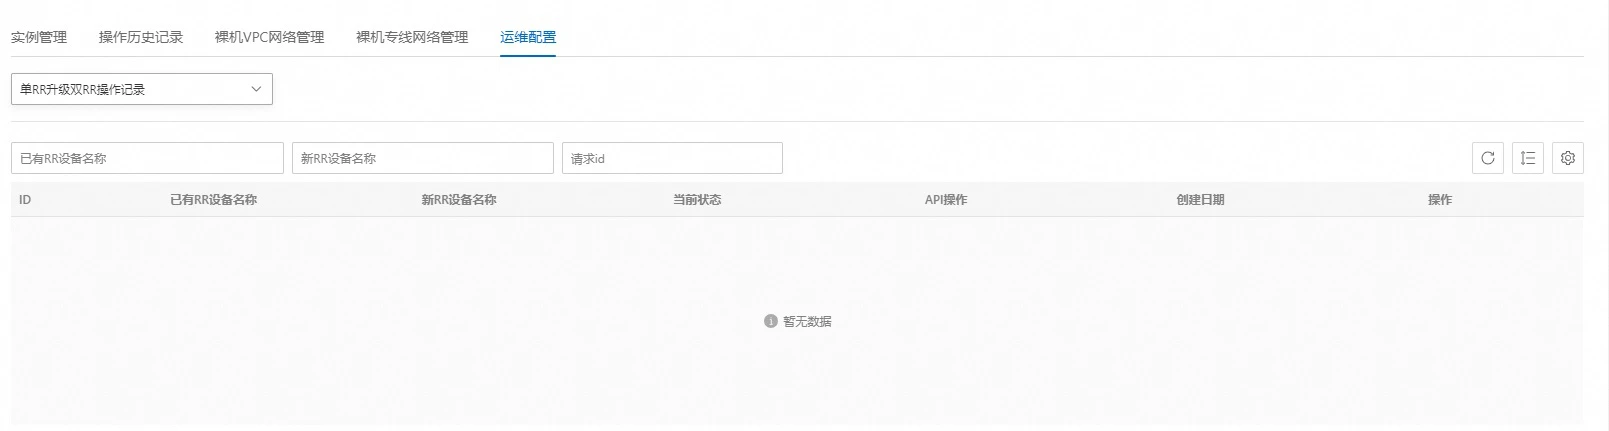 实例管理 操作历史记录 裸机VPC网络管理 裸机专线网络管理 运维配置
单RR升级双RR操作记录
已有RR设备名称 新RR设备名称 请求id
ID 已有RR设备名称 新RR设备名称 当前状态 API操作 创建日期 操作
暂无数据